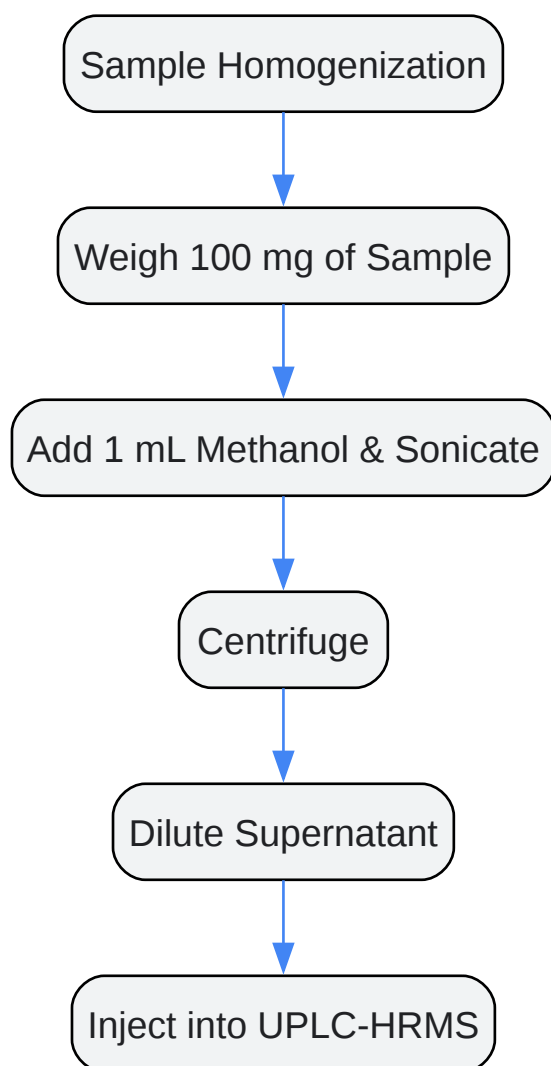 Sample Homogenization
Weigh 100 mg of Sample
Add 1 mL Methanol & Sonicate
Centrifuge
Dilute Supernatant
Inject into UPLC-HRMS